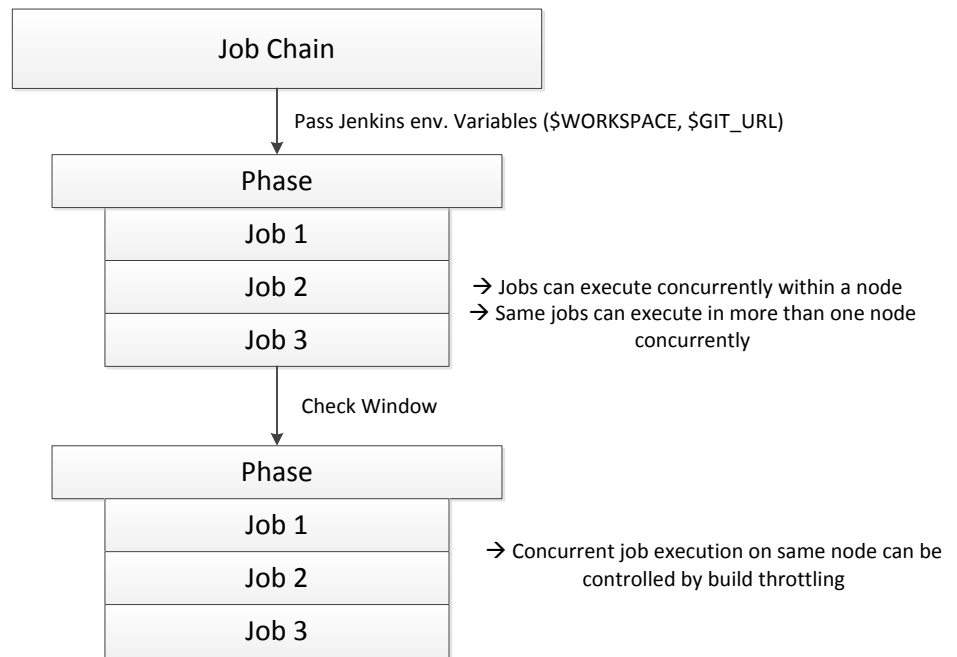 Job Chain
Pass Jenkins env. Variables ($WORKSPACE, $GIT_URL)
Phase
Job 1
Job 2
→ Jobs can execute concurrently within a node
→ Same jobs can execute in more than one node
concurrently
Job 3
Check Window
Phase
Job 1
→ Concurrent job execution on same node can be
controlled by build throttling
Job 2
Job 3